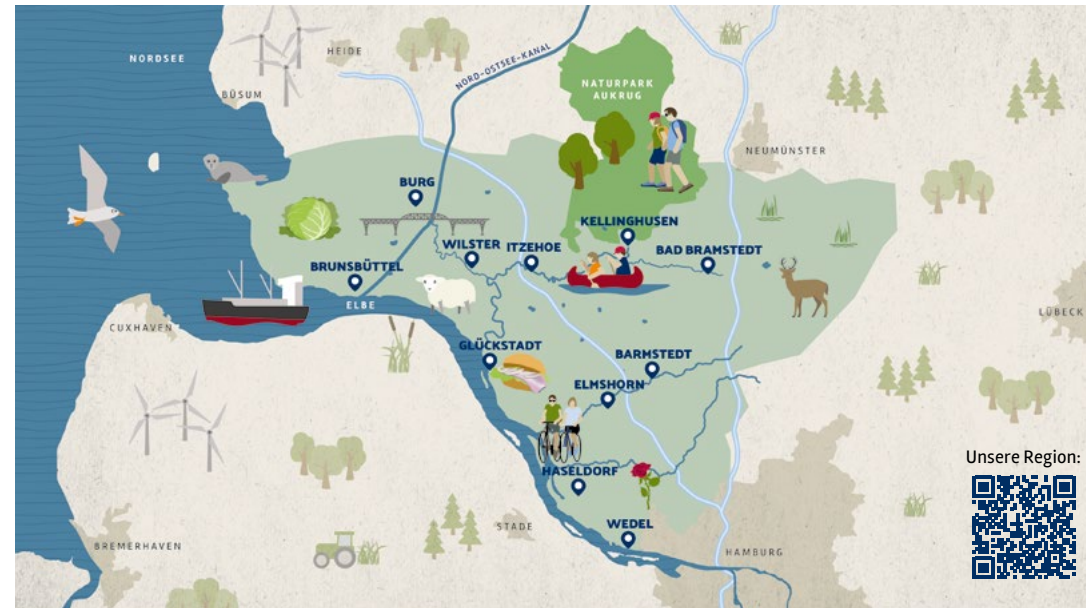 NORDSEE
HEIDE
NORD-OSTSEE-KANAL
NATURPARK
AUKRUG
BÜSUM
NEUMÜNSTER
BURG
KELLINGHUSEN
WILSTER
ITZEHOE
BAD BRAMSTEDT
BRUNSBÜTTEL
ELBE
CUXHAVEN
LÜBECK
GLÜCKSTADT
BARMSTEDT
ELMSHORN
Unsere Region:
HASELDORF
STADE
WEDEL
BREMERHAVEN
HAMBURG